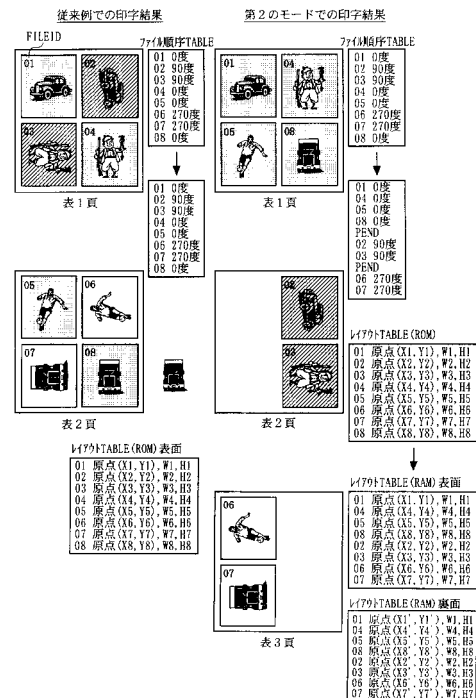 従来例での印字結果
FILEID
ファイル順序TABLE
01
02
03
04
表1頁
01 0度
02 90度
03 90度
04 0度
05 0度
06 270度
07 270度
08 0度
01 0度
02 90度
03 90度
04 0度
05 0度
06 270度
07 270度
08 0度
05
06
07
08
表2頁
レイアウトTABLE(ROM) 表面
01 原点(X1,Y1),W1,H1
02 原点(X2,Y2),W2,H2
03 原点(X3,Y3),W3,H3
04 原点(X4,Y4),W4,H4
05 原点(X5,Y5),W5,H5
06 原点(X6,Y6),W6,H6
07 原点(X7,Y7),W7,H7
08 原点(X8,Y8),W8,H8
第2のモードでの印字結果
ファイル順序TABLE
01
04
05
08
表1頁
01 0度
02 90度
03 90度
04 0度
05 0度
06 270度
07 270度
08 0度
01 0度
04 0度
05 0度
08 0度
PEND
02 90度
03 90度
PEND
06 270度
07 270度
02
03
表2頁
レイアウトTABLE(ROM)
01 原点(X1,Y1),W1,H1
02 原点(X2,Y2),W2,H2
03 原点(X3,Y3),W3,H3
04 原点(X4,Y4),W4,H4
05 原点(X5,Y5),W5,H5
06 原点(X6,Y6),W6,H6
07 原点(X7,Y7),W7,H7
08 原点(X8,Y8),W8,H8
06
07
表3頁
レイアウトTABLE(RAM) 表面
01 原点(X1,Y1),W1,H1
04 原点(X4,Y4),W4,H4
05 原点(X5,Y5),W5,H5
08 原点(X8,Y8),W8,H8
02 原点(X2,Y2),W2,H2
03 原点(X3,Y3),W3,H3
06 原点(X6,Y6),W6,H6
07 原点(X7,Y7),W7,H7
レイアウトTABLE(RAM) 裏面
01 原点(X1',Y1'),W1,H1
04 原点(X4',Y4'),W4,H4
05 原点(X5',Y5'),W5,H5
08 原点(X8',Y8'),W8,H8
02 原点(X2',Y2'),W2,H2
03 原点(X3',Y3'),W3,H3
06 原点(X6',Y6'),W6,H6
07 原点(X7',Y7'),W7,H7